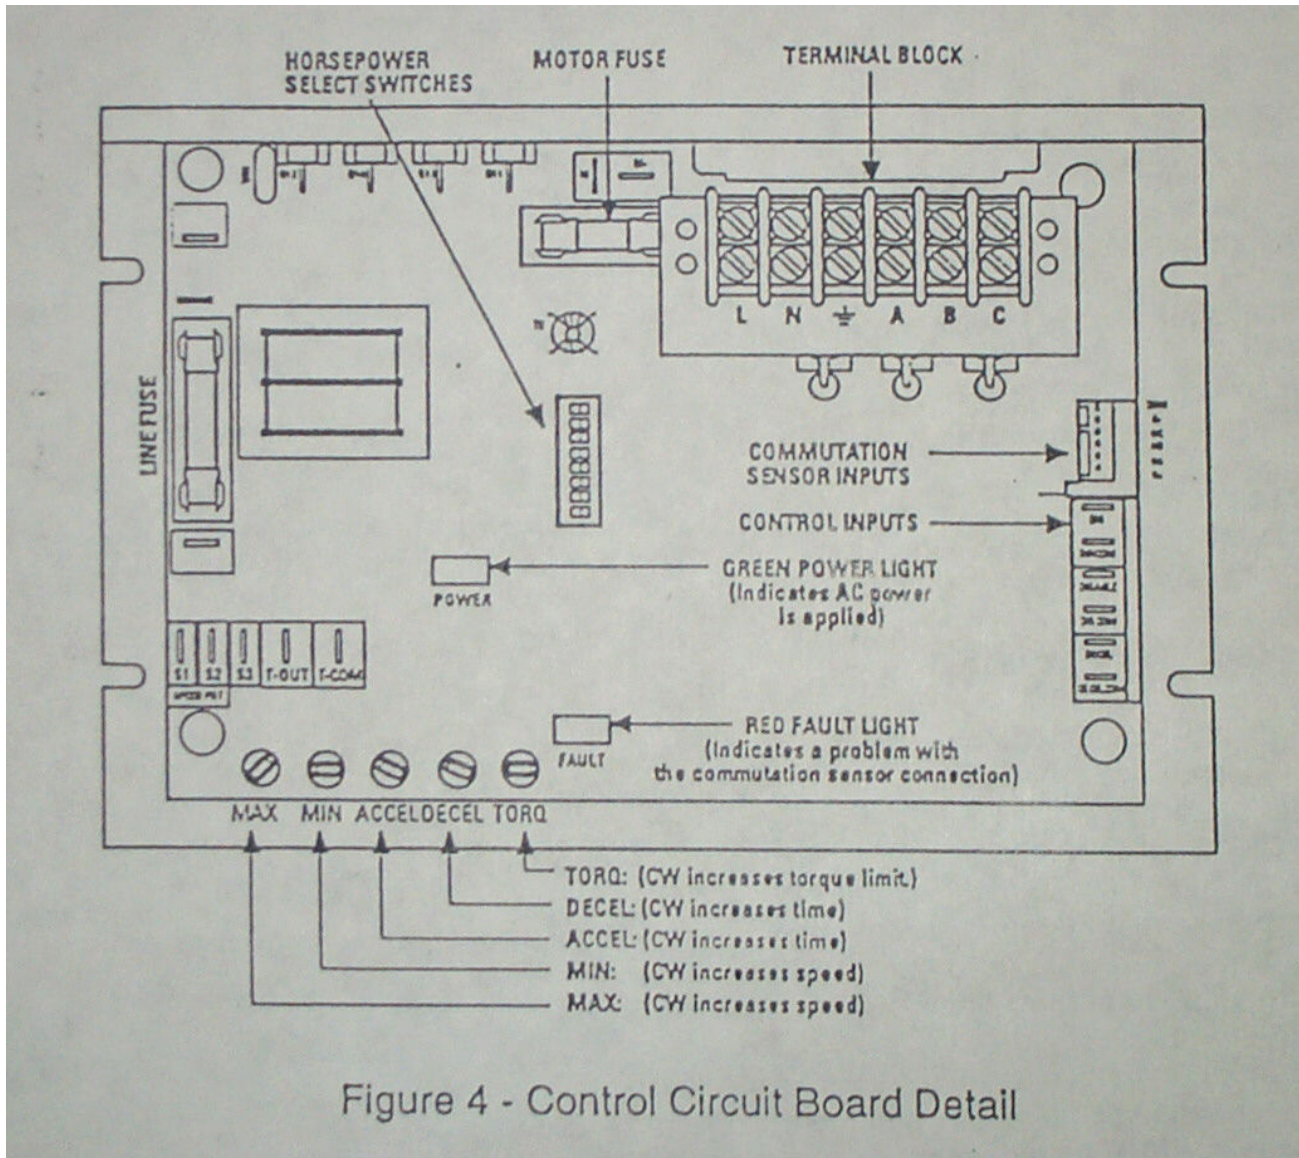 HORSEPOWER
SELECT SWITCHES
MOTOR FUSE
TERMINAL BLOCK
L N A B C
LINE FUSE
COMMUTATION
SENSOR INPUTS
CONTROL INPUTS
GREEN POWER LIGHT
(Indicates AC power
is applied)
POWER
S1 S2 S3 T-OUT T-COM
RED FAULT LIGHT
(Indicates a problem with
the commutation sensor connection)
FAULT
MAX MIN ACCEL DECEL TORQ
TORQ: (CW increases torque limit)
DECEL: (CW increases time)
ACCEL: (CW increases time)
MIN: (CW increases speed)
MAX: (CW increases speed)
Figure 4 - Control Circuit Board Detail